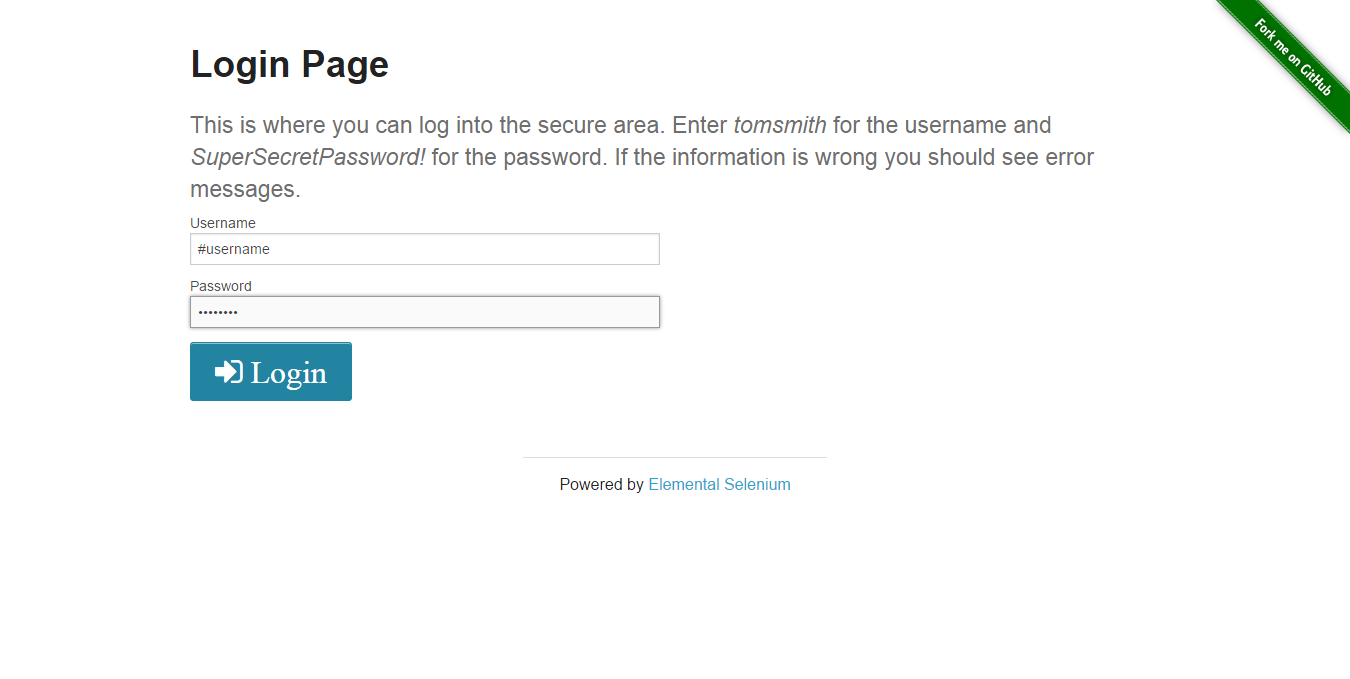 Fork me on GitHub
Login Page
This is where you can log into the secure area. Enter tomsmith for the username and
SuperSecretPassword! for the password. If the information is wrong you should see error
messages.
Username
#username
Password
••••••••
Login
Powered by Elemental Selenium